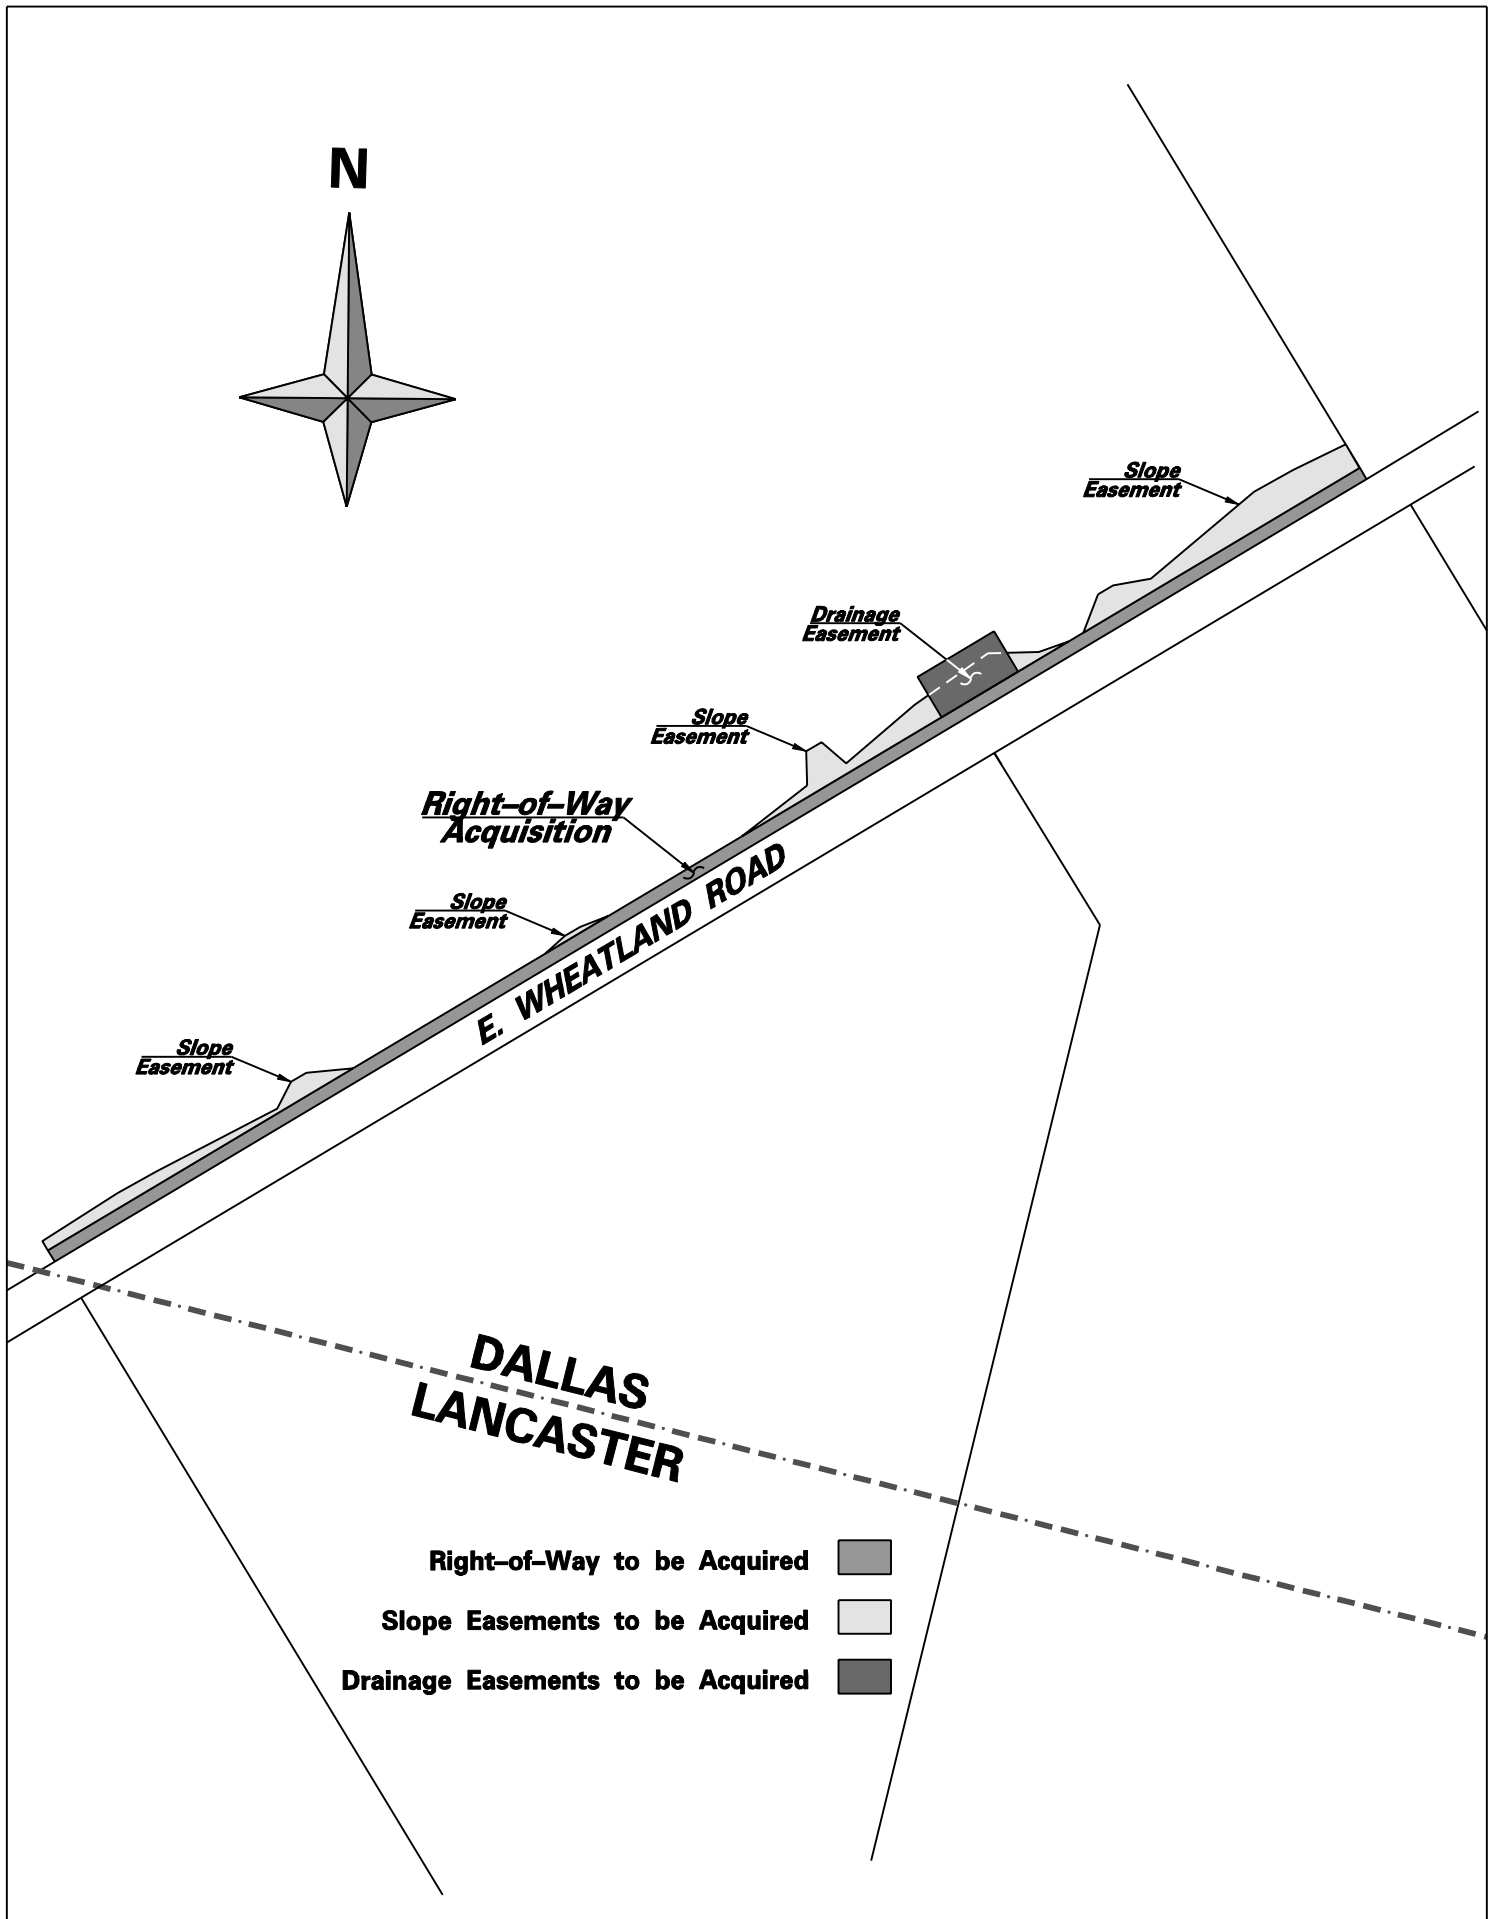 N
Slope
Easement
Drainage
Easement
Slope
Easement
Right-of-Way
Acquisition
Slope
Easement
E. WHEATLAND ROAD
Slope
Easement
DALLAS
LANCASTER
Right-of-Way to be Acquired
Slope Easements to be Acquired
Drainage Easements to be Acquired